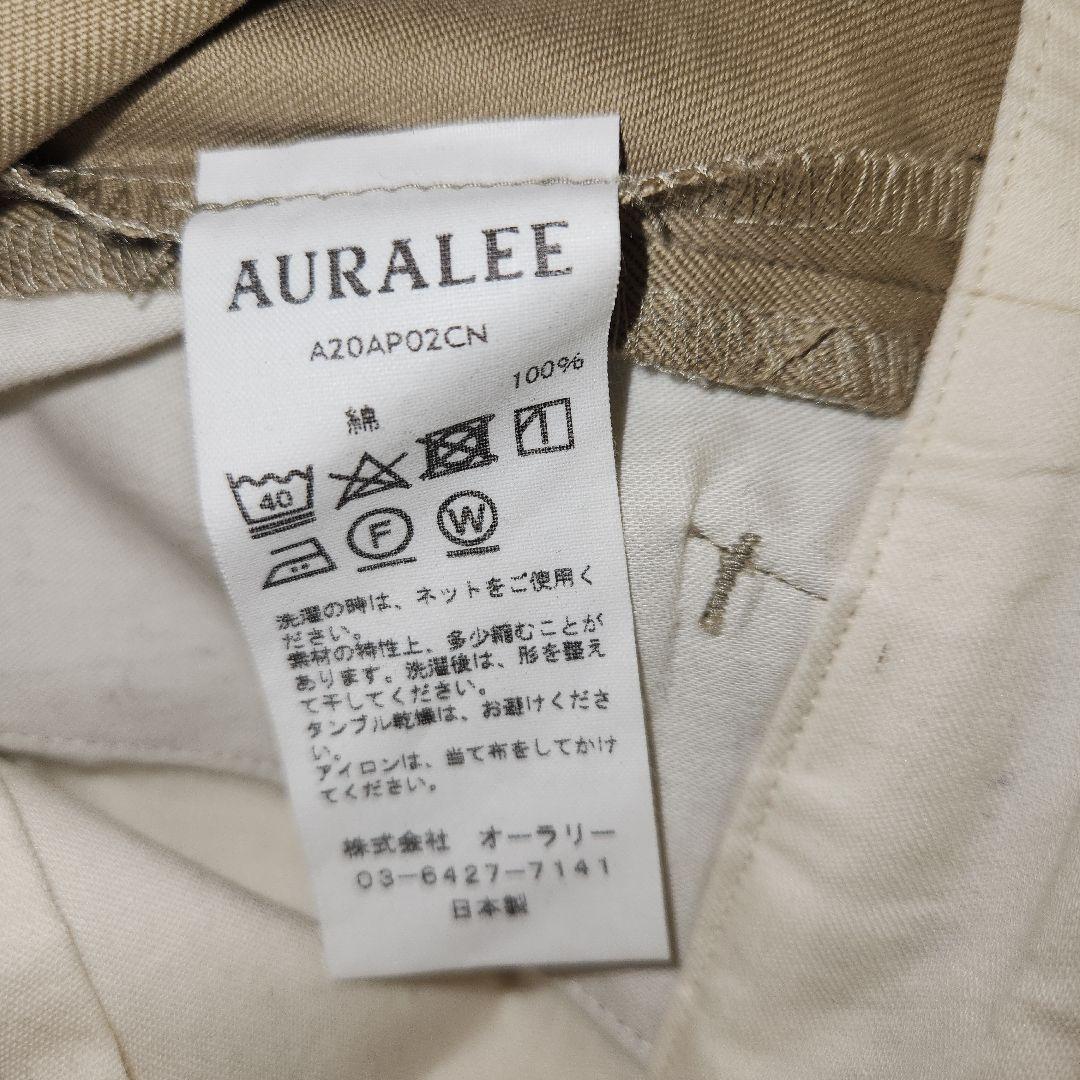 AURALEE
A20AP02CN
100%
綿
40
F W
洗濯の時は、ネットをご使用く
ださい。
素材の特性上、多少縮むことが
あります。洗濯後は、形を整え
て干してください。
タンブル乾燥は、お避けくださ
い。
アイロンは、当て布をしてかけ
てください。
株式会社 オーラリー
03-6427-7141
日本製